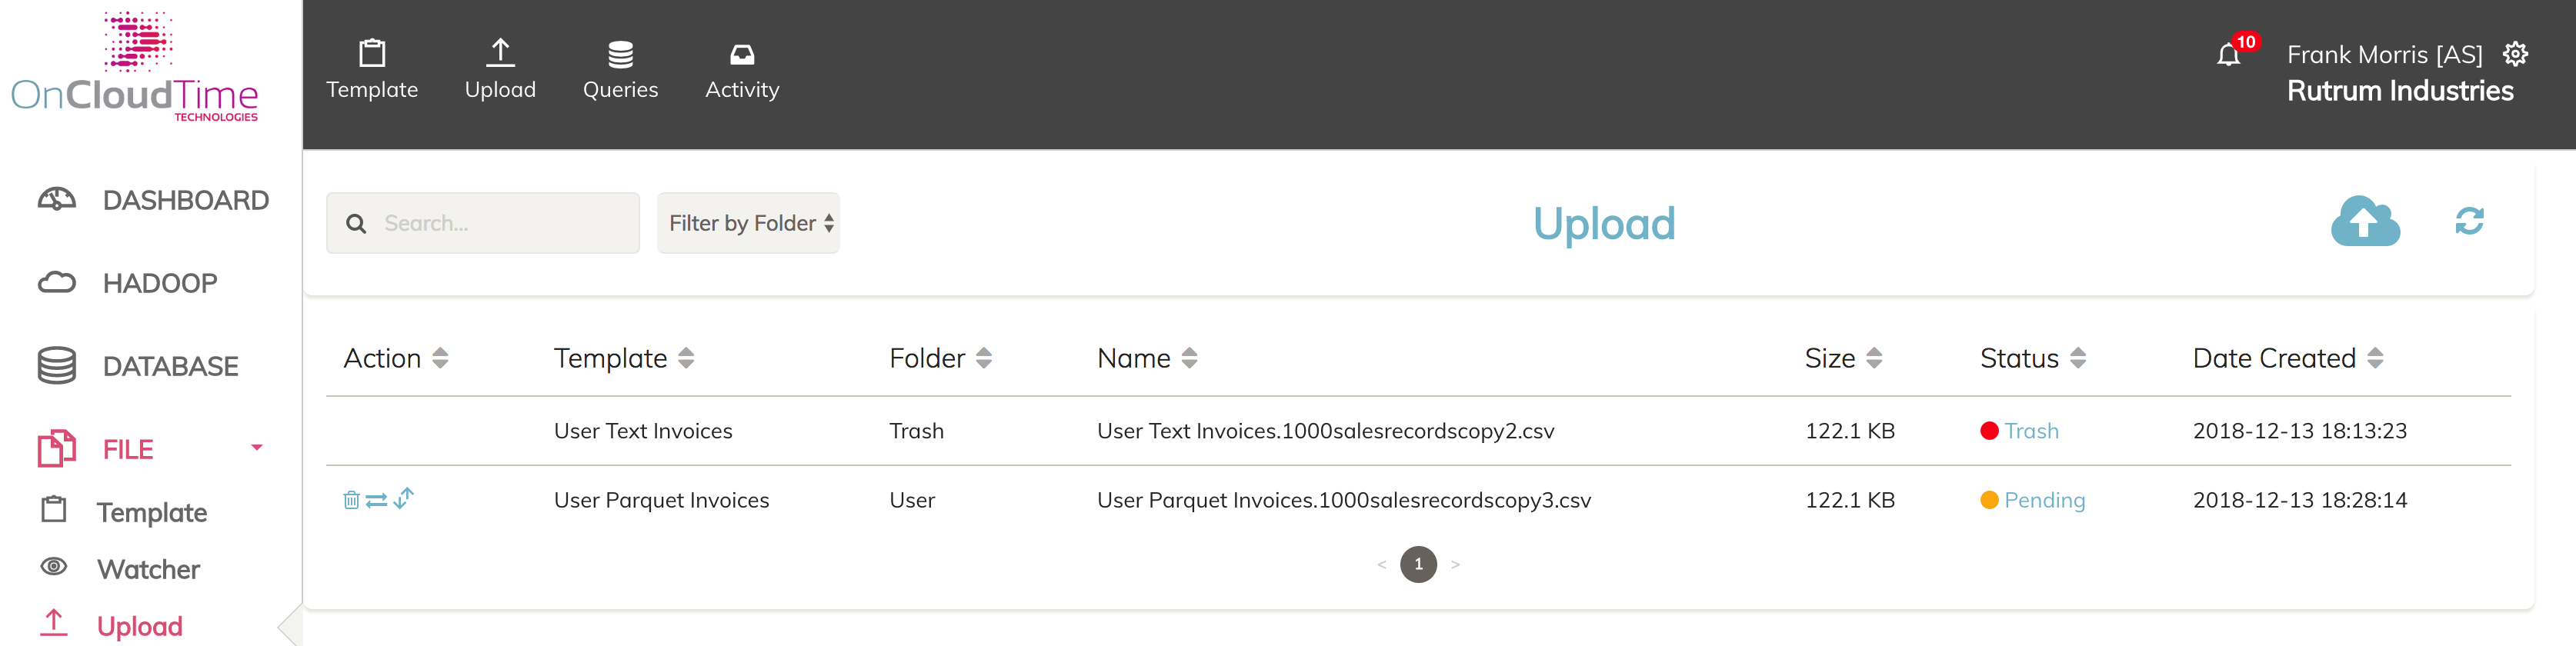 OnCloudTime
TECHNOLOGIES
Template Upload Queries Activity
10
Frank Morris [AS]
Rutrum Industries
DASHBOARD
HADOOP
DATABASE
FILE
Template
Watcher
Upload
Search...
Filter by Folder
Upload
Action Template Folder Name Size Status Date Created
User Text Invoices Trash User Text Invoices.1000salesrecordscopy2.csv 122.1 KB Trash 2018-12-13 18:13:23
User Parquet Invoices User User Parquet Invoices.1000salesrecordscopy3.csv 122.1 KB Pending 2018-12-13 18:28:14
< 1 >